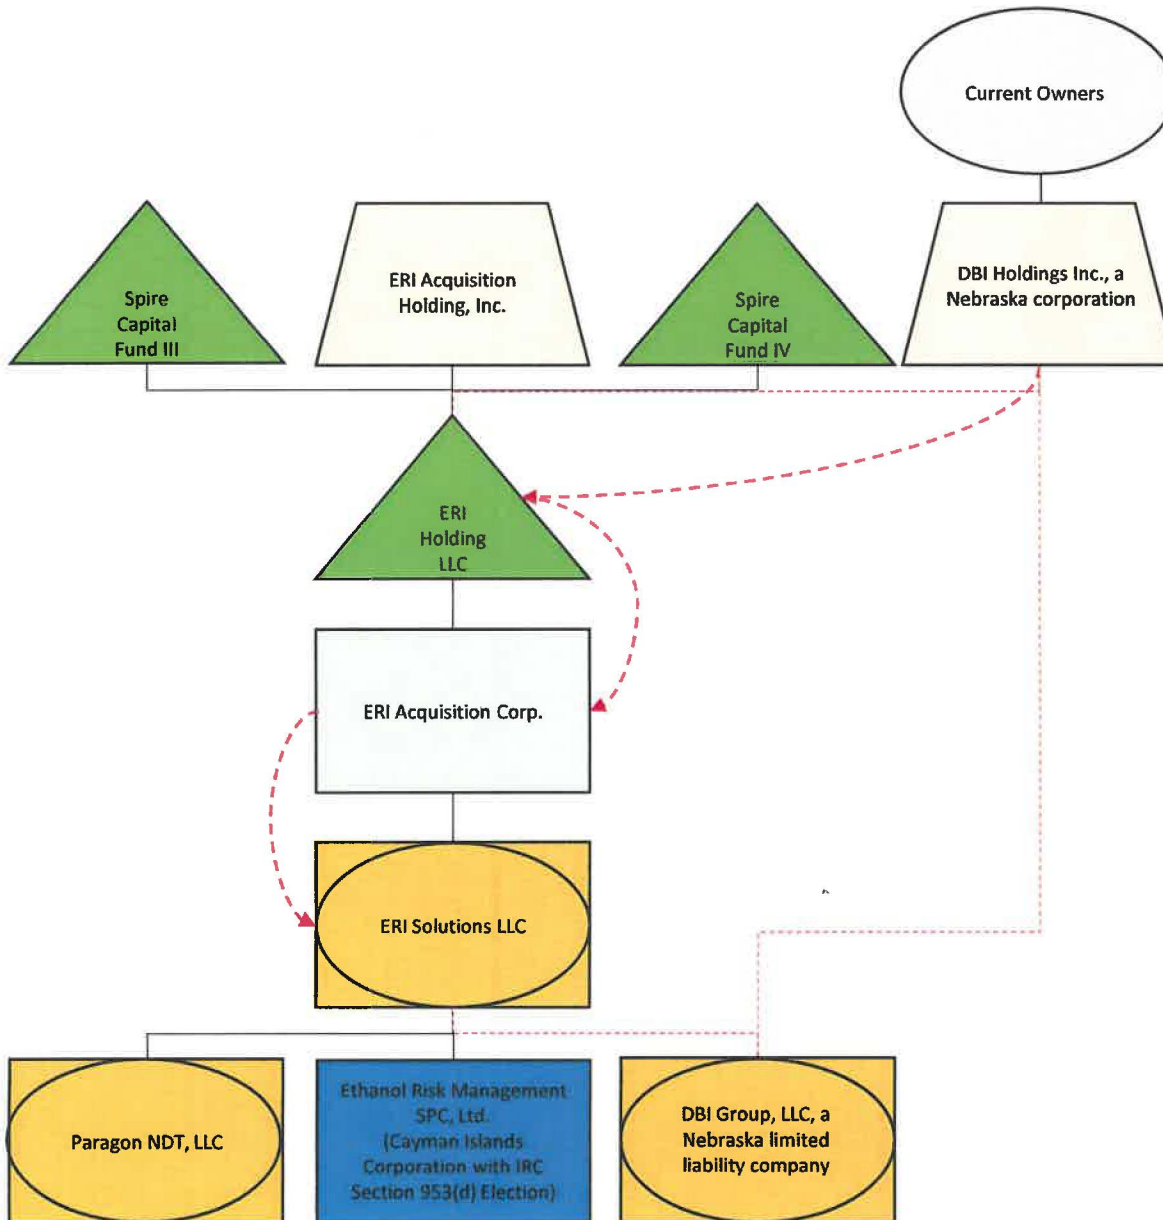 Current Owners
Spire
Capital
Fund III
ERI Acquisition
Holding, Inc.
Spire
Capital
Fund IV
DBI Holdings Inc., a
Nebraska corporation
ERI
Holding
LLC
ERI Acquisition Corp.
ERI Solutions LLC
Paragon NDT, LLC
Ethanol Risk Management
SPC, Ltd.
(Cayman Islands
Corporation with IRC
Section 953(d) Election)
DBI Group, LLC, a
Nebraska limited
liability company